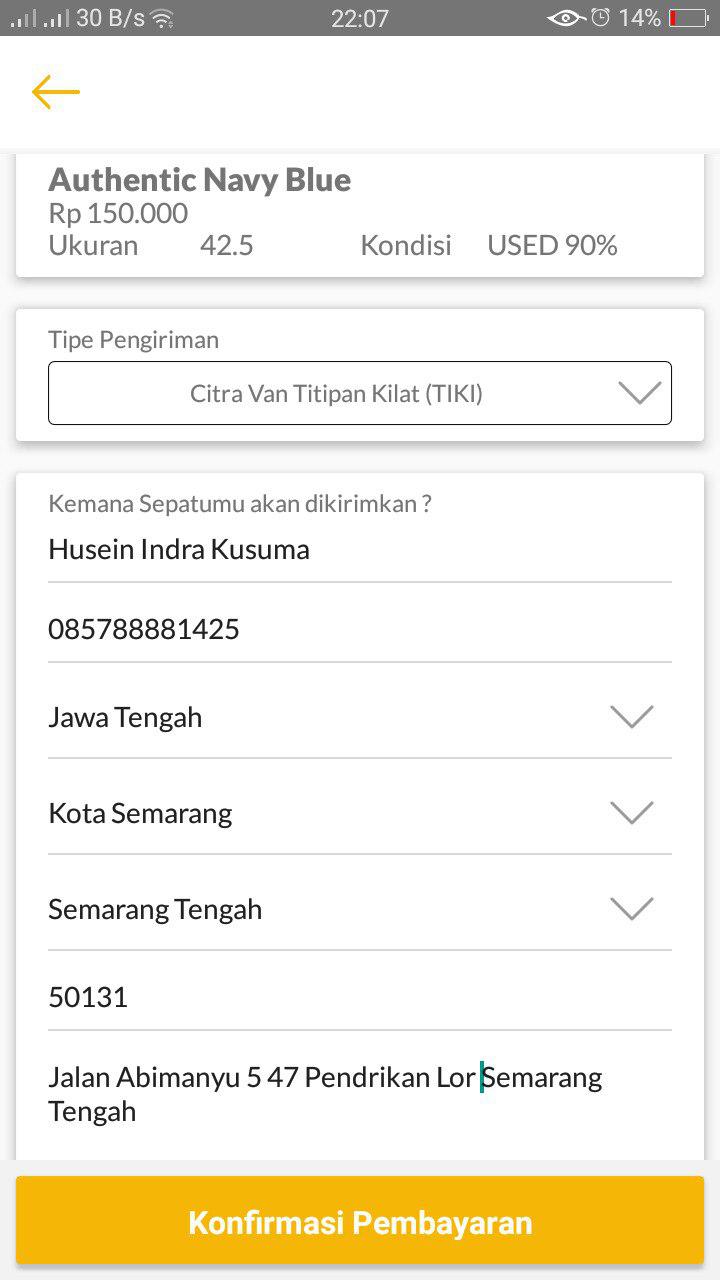 30 B/s 22:07 14%
Authentic Navy Blue
Rp 150.000
Ukuran 42.5 Kondisi USED 90%
Tipe Pengiriman
Citra Van Titipan Kilat (TIKI)
Kemana Sepatumu akan dikirimkan ?
Husein Indra Kusuma
085788881425
Jawa Tengah
Kota Semarang
Semarang Tengah
50131
Jalan Abimanyu 5 47 Pendrikan Lor Semarang
Tengah
Konfirmasi Pembayaran